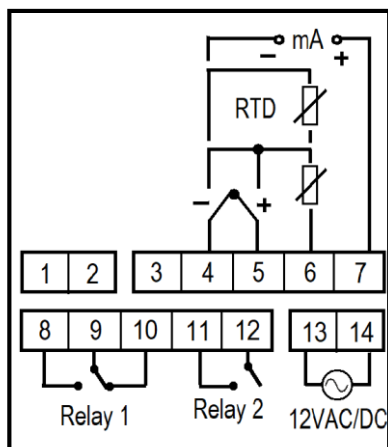 − mA +
RTD
− +
1 2 3 4 5 6 7
8 9 10 11 12 13 14
Relay 1 Relay 2 12VAC/DC